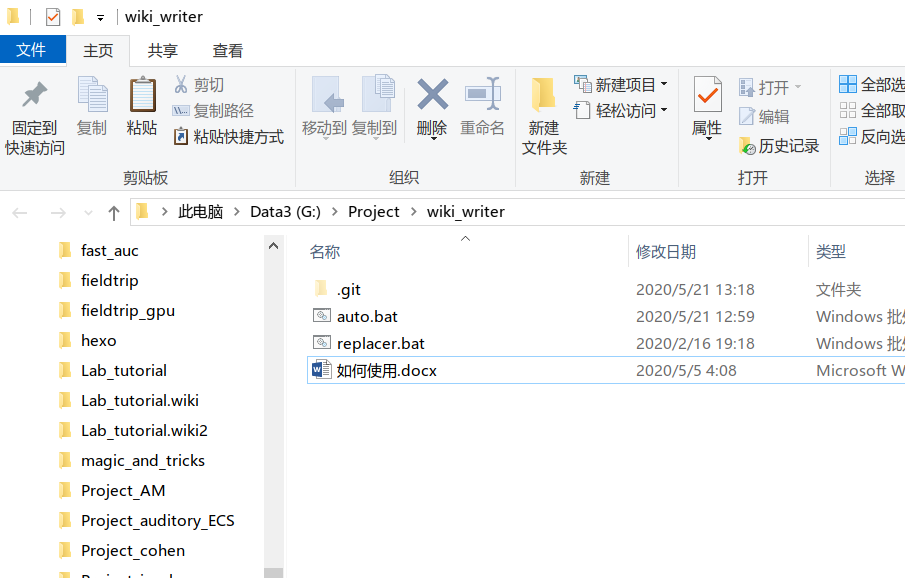 wiki_writer
文件 主页 共享 查看
固定到快速访问
复制
粘贴
剪切
复制路径
粘贴快捷方式
剪贴板
移动到 复制到 删除 重命名
组织
新建文件夹
新建项目
轻松访问
新建
属性
打开
编辑
历史记录
打开
全部选
全部取
反向选
选择
此电脑 > Data3 (G:) > Project > wiki_writer
fast_auc
fieldtrip
fieldtrip_gpu
hexo
Lab_tutorial
Lab_tutorial.wiki
Lab_tutorial.wiki2
magic_and_tricks
Project_AM
Project_auditory_ECS
Project_cohen
名称 修改日期 类型
.git 2020/5/21 13:18 文件夹
auto.bat 2020/5/21 12:59 Windows 批处
replacer.bat 2020/2/16 19:18 Windows 批处
如何使用.docx 2020/5/5 4:08 Microsoft W